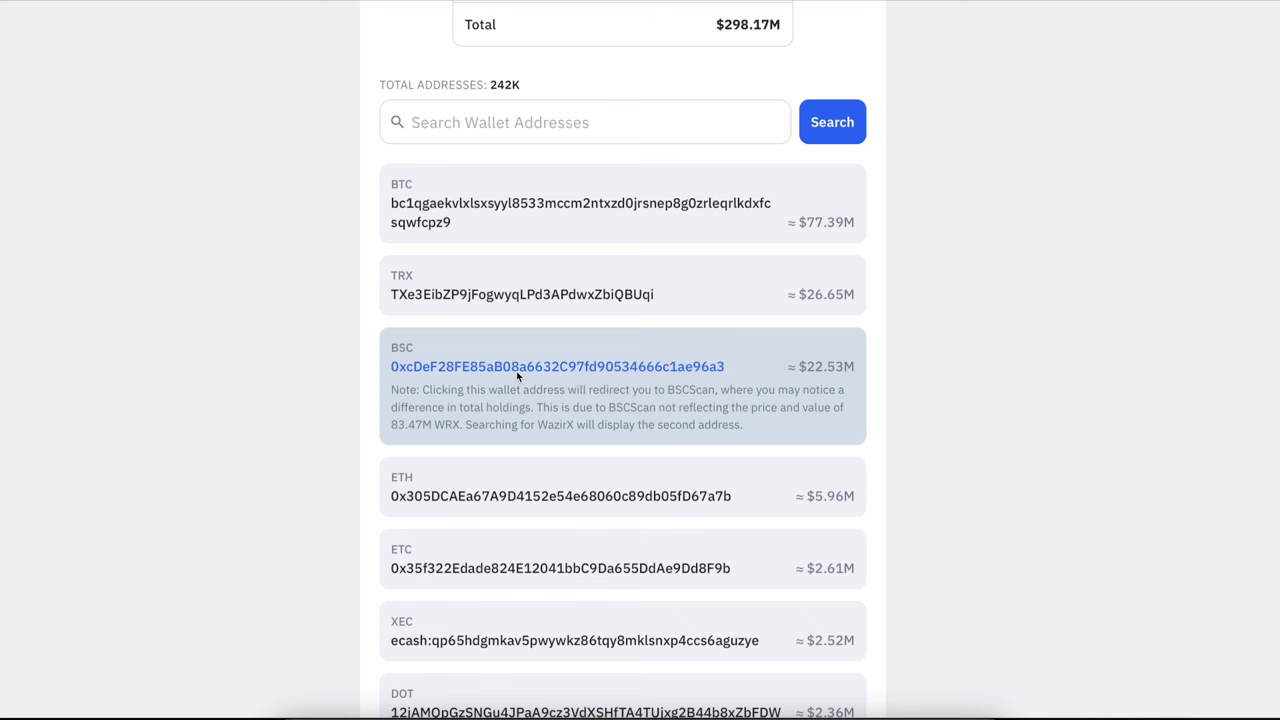 Total $298.17M
TOTAL ADDRESSES: 242K
Search Wallet Addresses Search
BTC
bc1qgaekvlxlsxsyyl8533mccm2ntxzd0jrsnep8g0zrleqrlkdxfc
sqwfcpz9 ≈ $77.39M
TRX
TXe3EibZP9jFogwyqLPd3APdwxZbiQBUqi ≈ $26.65M
BSC
0xcDeF28FE85aB08a6632C97fd90534666c1ae96a3 ≈ $22.53M
Note: Clicking this wallet address will redirect you to BSCScan, where you may notice a
difference in total holdings. This is due to BSCScan not reflecting the price and value of
83.47M WRX. Searching for WazirX will display the second address.
ETH
0x305DCAEa67A9D4152e54e68060c89db05fD67a7b ≈ $5.96M
ETC
0x35f322Edade824E12041bbC9Da655DdAe9Dd8F9b ≈ $2.61M
XEC
ecash:qp65hdgmkav5pwywkz86tqy8mklsnxp4ccs6aguzye ≈ $2.52M
DOT
12jAMQpGzSNGu4JPaA9cz3VdXSHfTA4TUjxg2B44b8xZbFDW ≈ $2.36M